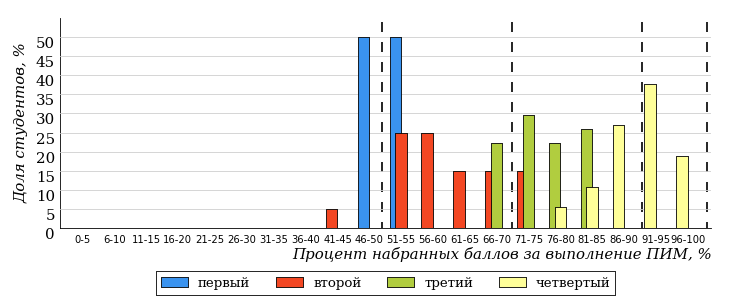 Доля студентов, %
50
45
40
35
30
25
20
15
10
5
0
0-5 6-10 11-15 16-20 21-25 26-30 31-35 36-40 41-45 46-50 51-55 56-60 61-65 66-70 71-75 76-80 81-85 86-90 91-95 96-100
Процент набранных баллов за выполнение ПИМ, %
первый второй третий четвертый